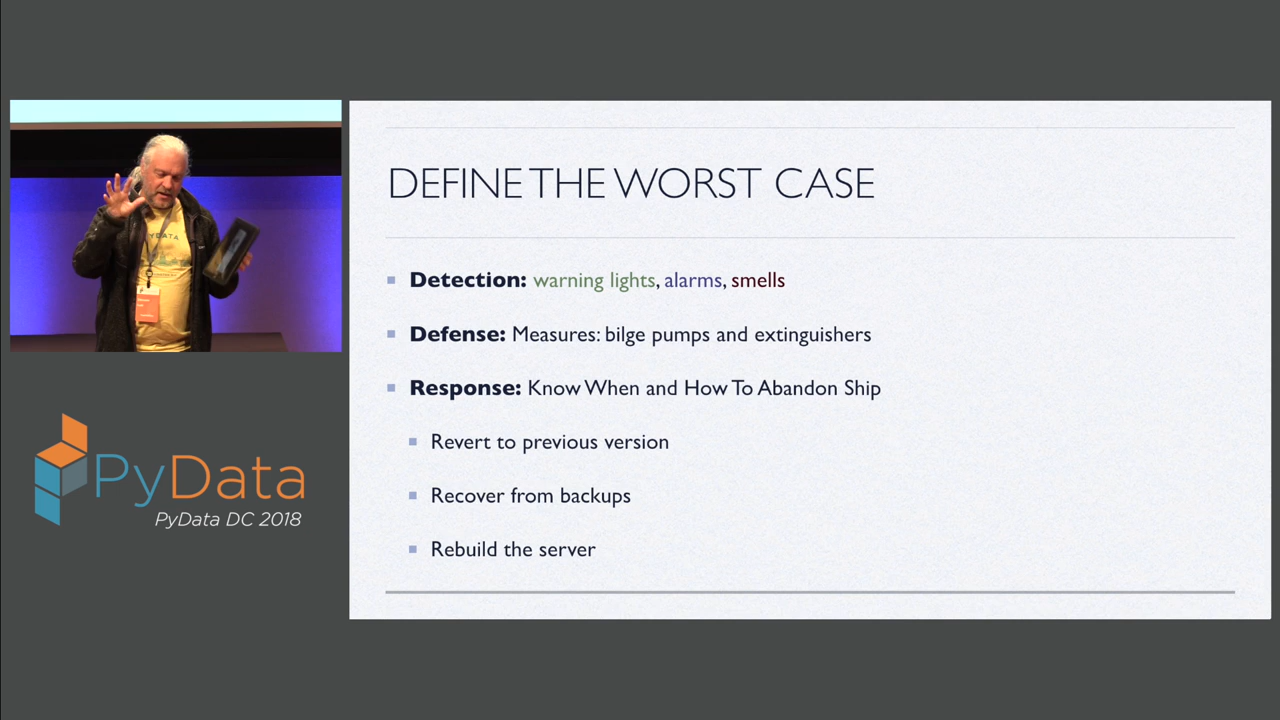 PYDATA
PyData
PyData DC 2018
DEFINE THE WORST CASE
Detection: warning lights, alarms, smells
Defense: Measures: bilge pumps and extinguishers
Response: Know When and How To Abandon Ship
Revert to previous version
Recover from backups
Rebuild the server